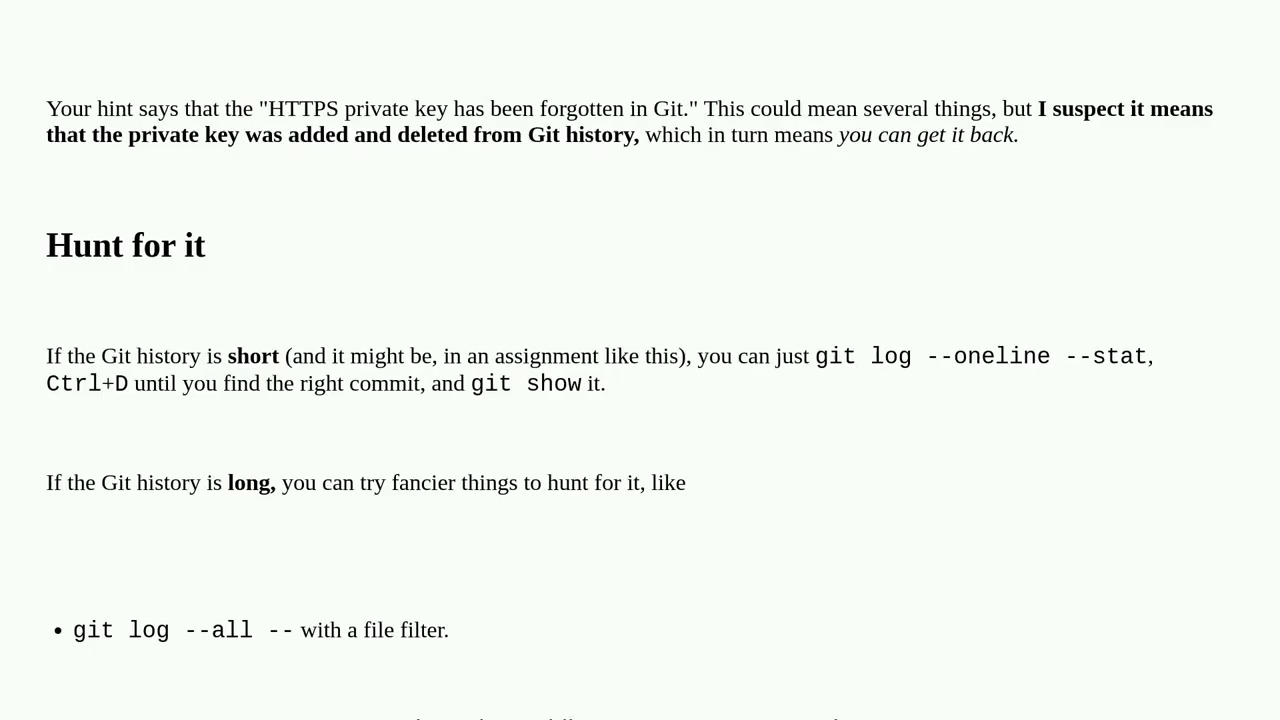 Your hint says that the "HTTPS private key has been forgotten in Git." This could mean several things, but I suspect it means
that the private key was added and deleted from Git history, which in turn means you can get it back.
Hunt for it
If the Git history is short (and it might be, in an assignment like this), you can just git log --oneline --stat,
Ctrl+D until you find the right commit, and git show it.
If the Git history is long, you can try fancier things to hunt for it, like
• git log --all -- with a file filter.